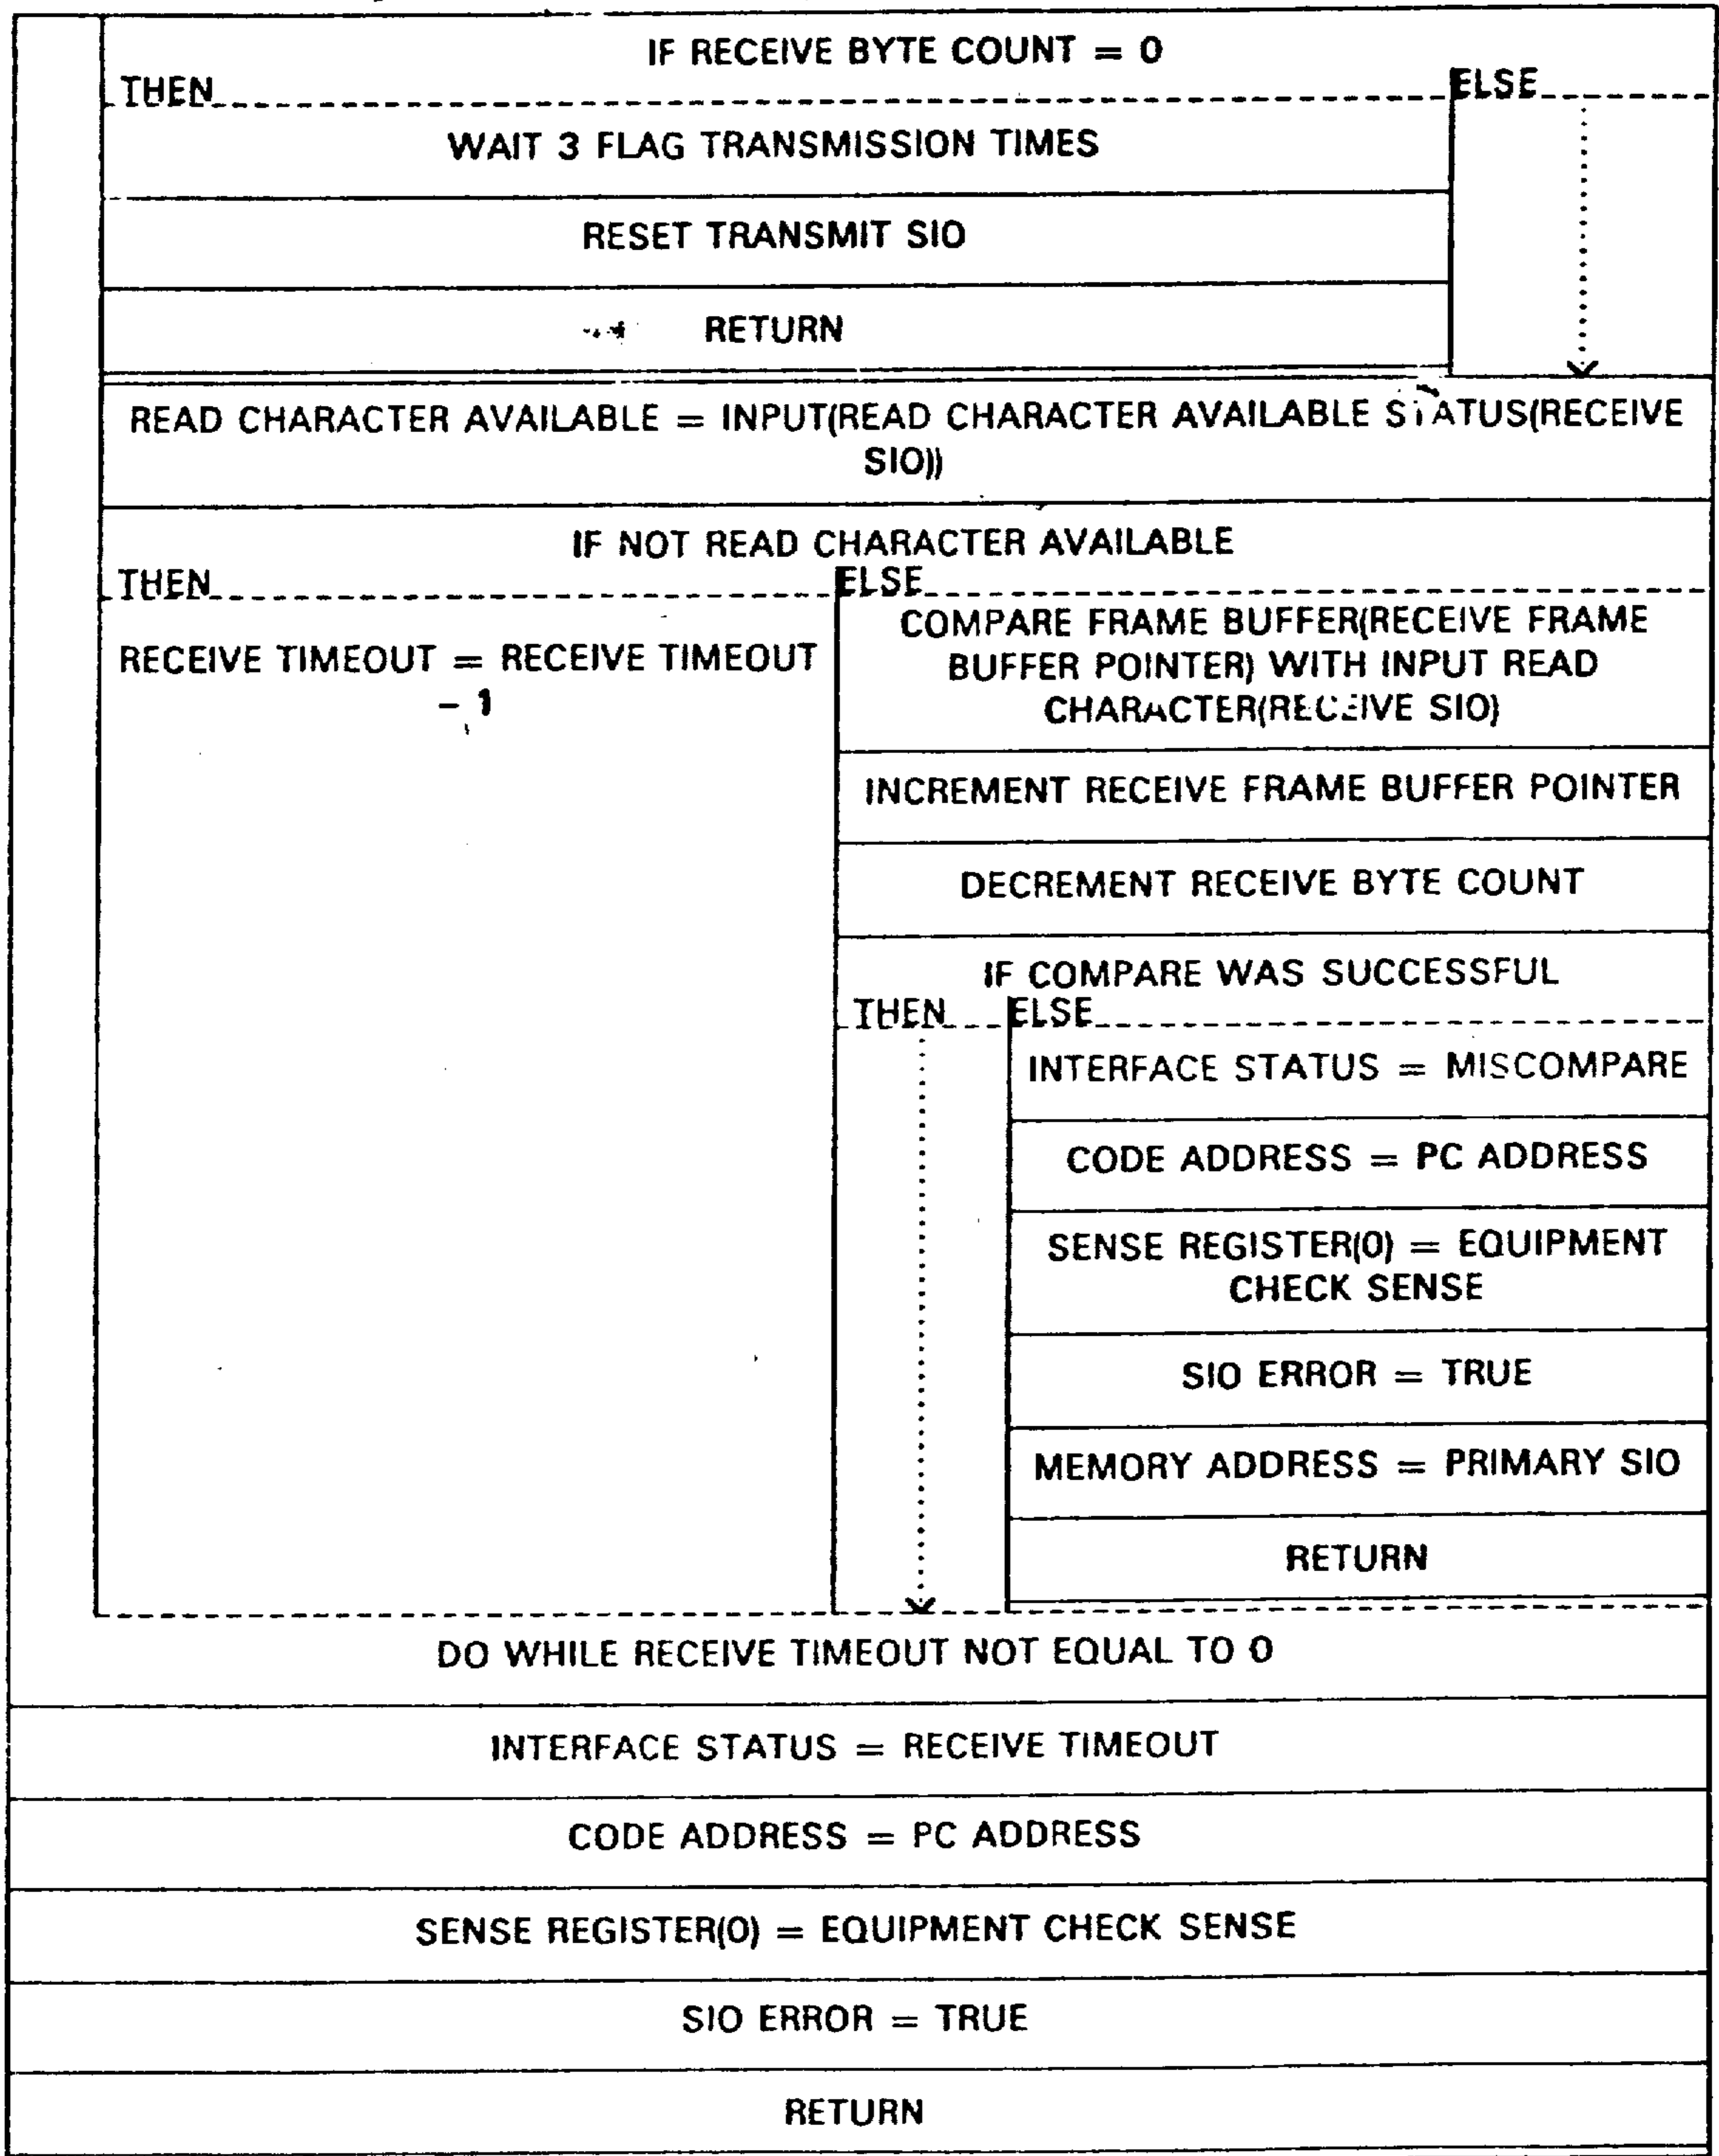 IF RECEIVE BYTE COUNT = 0
THEN ELSE
WAIT 3 FLAG TRANSMISSION TIMES
RESET TRANSMIT SIO
RETURN
READ CHARACTER AVAILABLE = INPUT(READ CHARACTER AVAILABLE STATUS(RECEIVE
SIO))
IF NOT READ CHARACTER AVAILABLE
THEN ELSE
RECEIVE TIMEOUT = RECEIVE TIMEOUT
- 1
COMPARE FRAME BUFFER(RECEIVE FRAME
BUFFER POINTER) WITH INPUT READ
CHARACTER(RECEIVE SIO)
INCREMENT RECEIVE FRAME BUFFER POINTER
DECREMENT RECEIVE BYTE COUNT
IF COMPARE WAS SUCCESSFUL
THEN ELSE
INTERFACE STATUS = MISCOMPARE
CODE ADDRESS = PC ADDRESS
SENSE REGISTER(0) = EQUIPMENT
CHECK SENSE
SIO ERROR = TRUE
MEMORY ADDRESS = PRIMARY SIO
RETURN
DO WHILE RECEIVE TIMEOUT NOT EQUAL TO 0
INTERFACE STATUS = RECEIVE TIMEOUT
CODE ADDRESS = PC ADDRESS
SENSE REGISTER(0) = EQUIPMENT CHECK SENSE
SIO ERROR = TRUE
RETURN